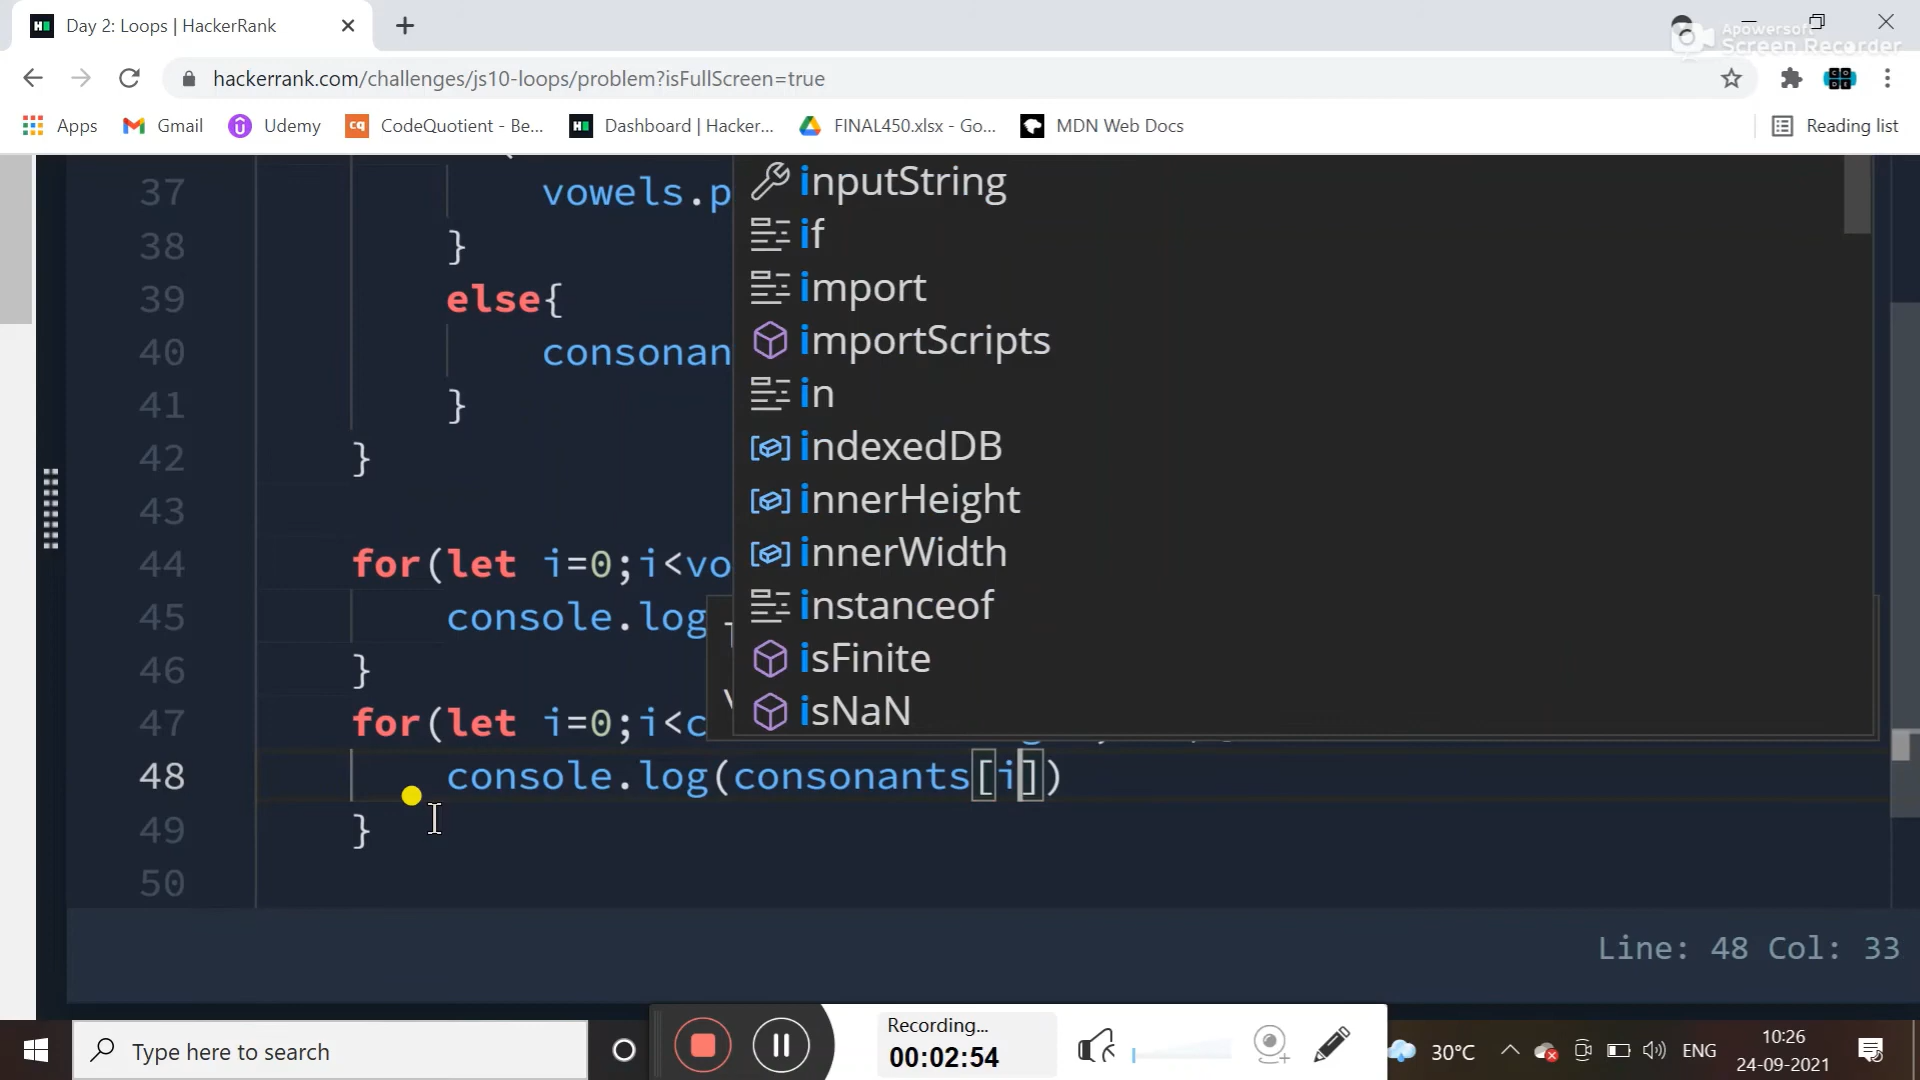 Day 2: Loops | HackerRank
Apowersoft
Screen Recorder
hackerrank.com/challenges/js10-loops/problem?isFullScreen=true
Apps Gmail Udemy CodeQuotient - Be... Dashboard | Hacker... FINAL450.xlsx - Go... MDN Web Docs Reading list
inputString
37 vowels.p
if
38 }
import
39 else{
importScripts
40 consonan
in
41 }
indexedDB
42 }
innerHeight
43
innerWidth
44 for(let i=0;i<vo
instanceof
45 console.log
isFinite
46 }
isNaN
47 for(let i=0;i<c
48 console.log(consonants[i])
49 }
50
Line: 48 Col: 33
Type here to search
Recording...
00:02:54
30°C
ENG
10:26
24-09-2021